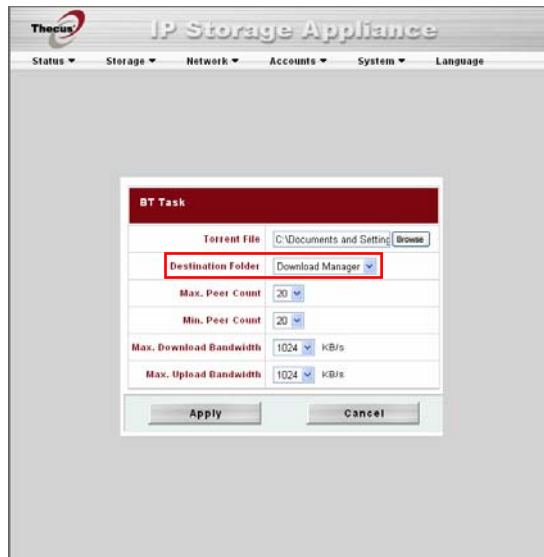 Thecus
IP Storage Appliance
Status Storage Network Accounts System Language
BT Task
Torrent File C:\Documents and Setting Browse
Destination Folder Download Manager
Max. Peer Count 20
Min. Peer Count 20
Max. Download Bandwidth 1024 KB/s
Max. Upload Bandwidth 1024 KB/s
Apply Cancel